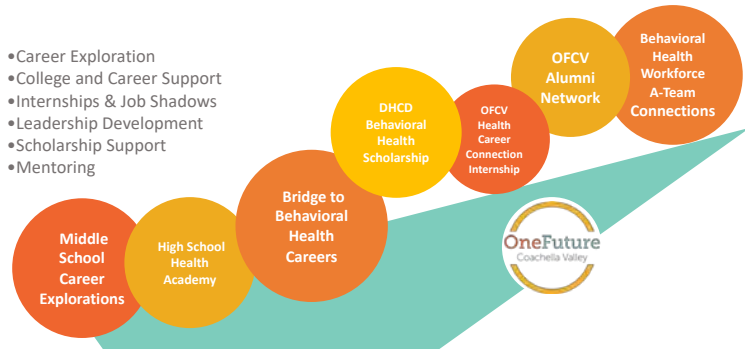 •Career Exploration
•College and Career Support
•Internships & Job Shadows
•Leadership Development
•Scholarship Support
•Mentoring
Middle
School
Career
Explorations
High School
Health
Academy
Bridge to
Behavioral
Health
Careers
DHCD
Behavioral
Health
Scholarship
OFCV
Health
Career
Connection
Internship
OFCV
Alumni
Network
Behavioral
Health
Workforce
A-Team
Connections
OneFuture
Coachella Valley